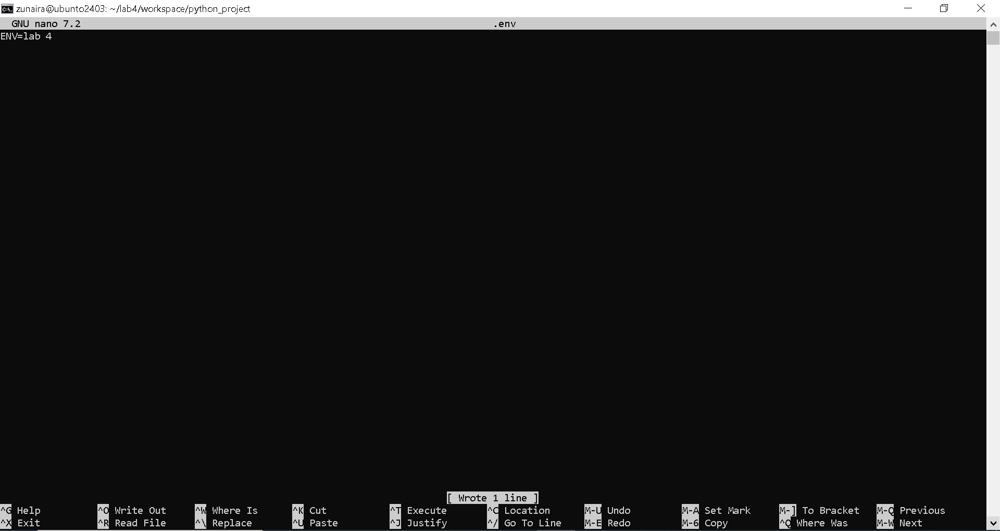 zunaira@ubunto2403: ~/lab4/workspace/python_project
GNU nano 7.2 .env
ENV=lab 4
[ Wrote 1 line ]
^G Help ^O Write Out ^W Where Is ^K Cut ^T Execute ^C Location M-U Undo M-A Set Mark M-] To Bracket M-Q Previous
^X Exit ^R Read File ^\ Replace ^U Paste ^J Justify ^/ Go To Line M-E Redo M-6 Copy ^Q Where Was M-W Next